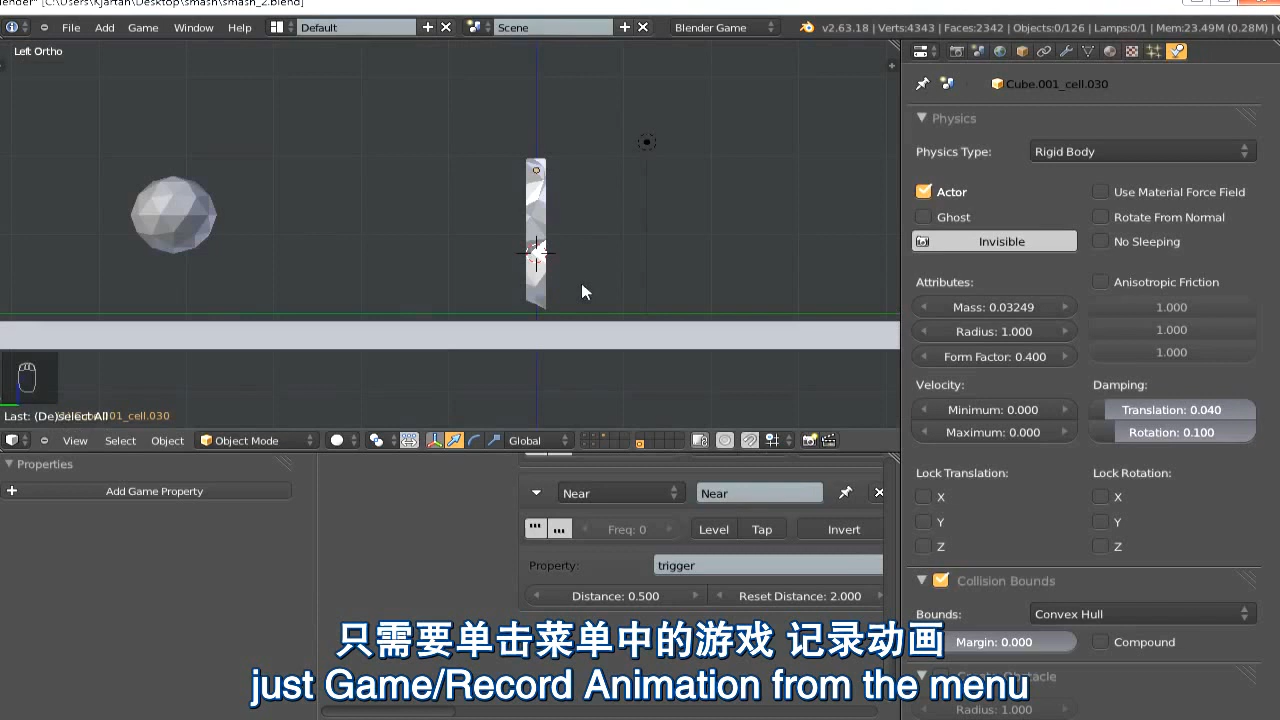 ender* [C:\Users\Kjartan\Desktop\smash\smash_2.blend]
File Add Game Window Help Default Scene Blender Game v2.63.18 | Verts:4343 | Faces:2342 | Objects:0/126 | Lamps:0/1 | Mem:23.49M (0.28M) | C
Left Ortho
Cube.001_cell.030
Physics
Physics Type: Rigid Body
Actor Use Material Force Field
Ghost Rotate From Normal
Invisible No Sleeping
Attributes: Anisotropic Friction
Mass: 0.03249 1.000
Radius: 1.000 1.000
Form Factor: 0.400 1.000
Velocity: Damping:
Minimum: 0.000 Translation: 0.040
Maximum: 0.000 Rotation: 0.100
Last: (De)select All 01_cell.030
View Select Object Object Mode Global
Properties
Add Game Property
Near Near
Freq: 0 Level Tap Invert
Property: trigger
Distance: 0.500 Reset Distance: 2.000
Lock Translation: Lock Rotation:
X X
Y Y
Z Z
Collision Bounds
Bounds: Convex Hull
Margin: 0.000 Compound
Obstacle
Radius: 1.000
只需要单击菜单中的游戏 记录动画
just Game/Record Animation from the menu